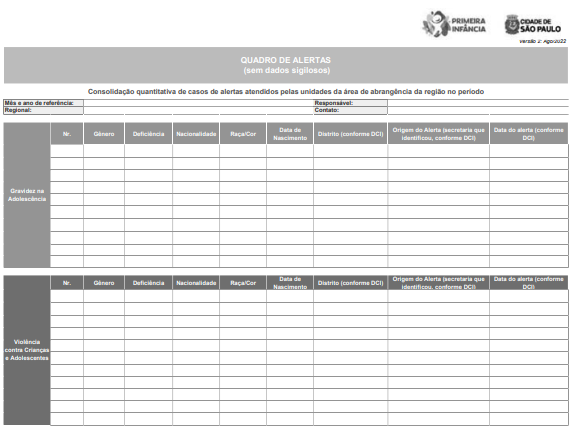 PRIMEIRA
INFÂNCIA
CIDADE DE
SÃO PAULO
versão 2: Ago/2023
QUADRO DE ALERTAS
(sem dados sigilosos)
Consolidação quantitativa de casos de alertas atendidos pelas unidades da área de abrangência da região no período
Mês e ano de referência: Responsável:
Regional: Contato:
Nr. Gênero Deficiência Nacionalidade Raça/Cor Data de Nascimento Distrito (conforme DCI) Origem do Alerta (secretaria que identificou, conforme DCI) Data do alerta (conforme DCI)
Gravidez na
Adolescência
Nr. Gênero Deficiência Nacionalidade Raça/Cor Data de Nascimento Distrito (conforme DCI) Origem do Alerta (secretaria que identificou, conforme DCI) Data do alerta (conforme DCI)
Violência
contra Crianças
e Adolescentes